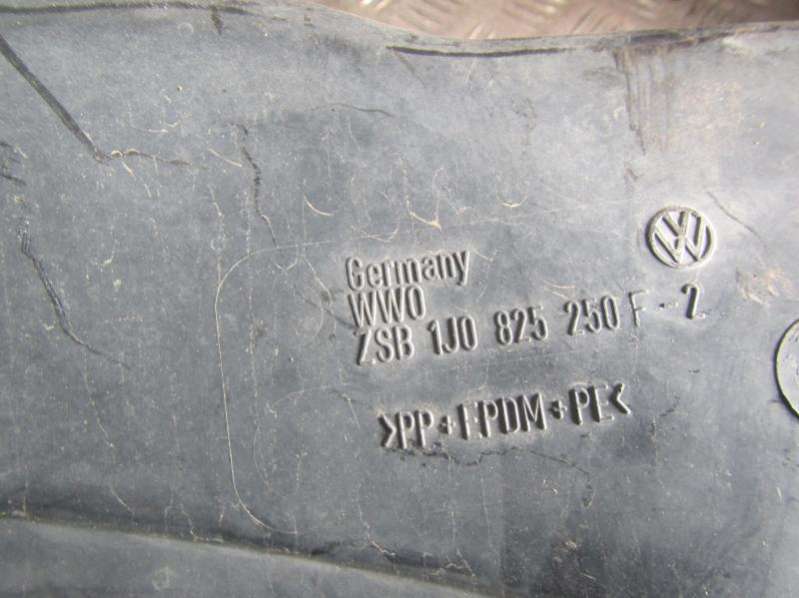 Germany
WWO
ZSB 1J0 825 250 F - 2
>PP+EPDM+PE<